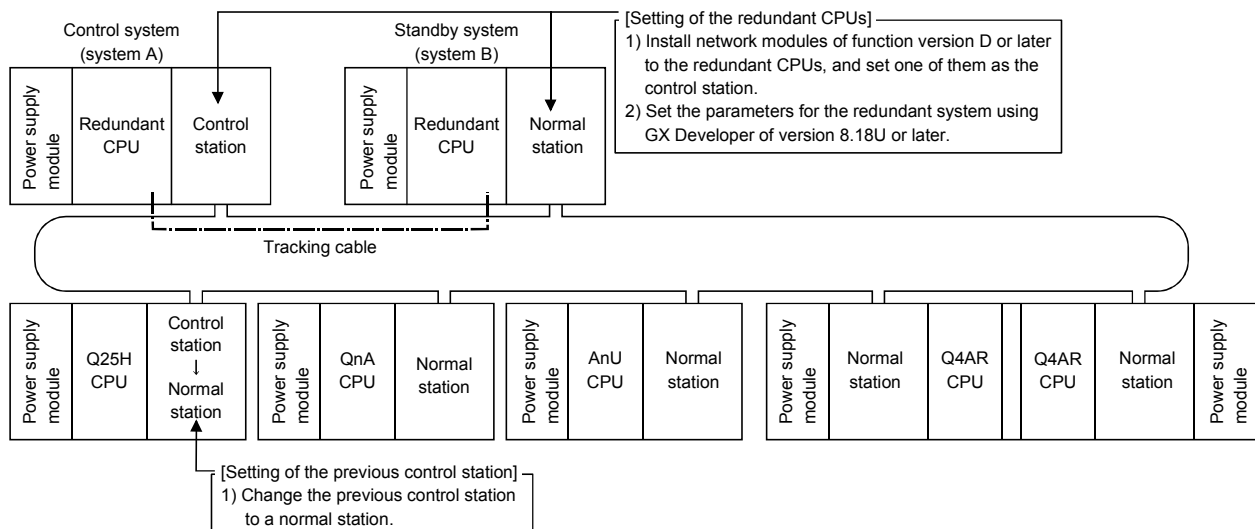 [Setting of the redundant CPUs]
1) Install network modules of function version D or later
to the redundant CPUs, and set one of them as the
control station.
2) Set the parameters for the redundant system using
GX Developer of version 8.18U or later.
Control system
(system A)
Standby system
(system B)
Power supply
module
Redundant
CPU
Control
station
Power supply
module
Redundant
CPU
Normal
station
Tracking cable
Power supply
module
Q25H
CPU
Control
station
↓
Normal
station
Power supply
module
QnA
CPU
Normal
station
Power supply
module
AnU
CPU
Normal
station
Power supply
module
Normal
station
Q4AR
CPU
Q4AR
CPU
Normal
station
Power supply
module
[Setting of the previous control station]
1) Change the previous control station
to a normal station.